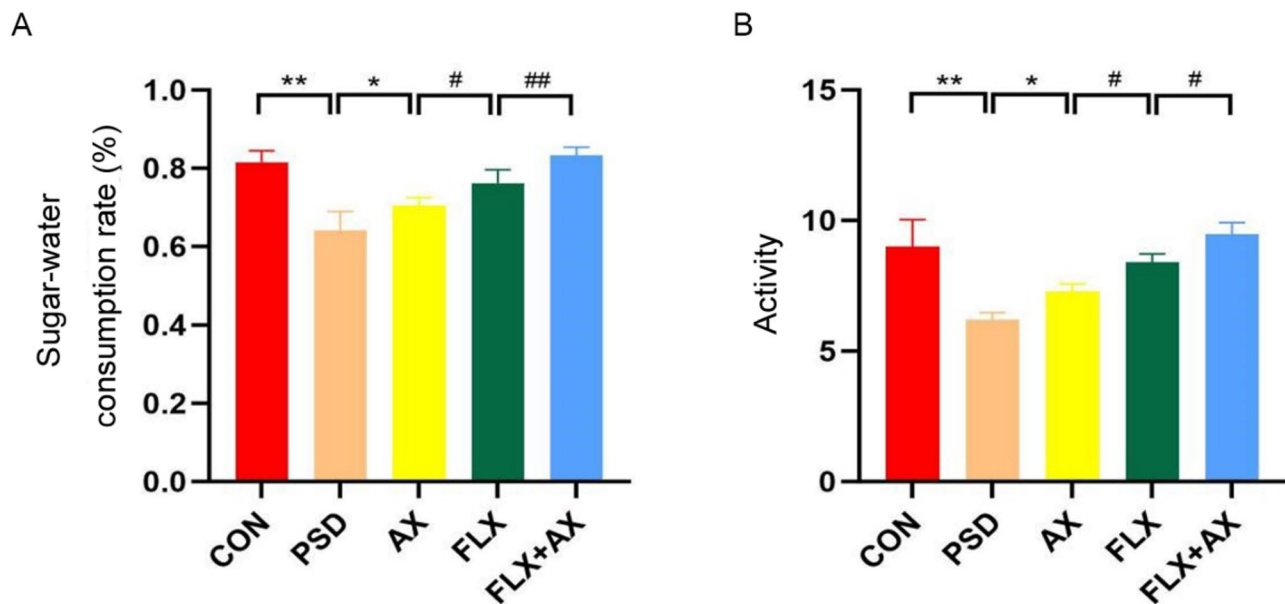 A
B
** * # ##
1.0
0.8
0.6
0.4
0.2
0.0
Sugar-water
consumption rate (%)
CON PSD AX FLX FLX+AX
** * # #
15
10
5
0
Activity
CON PSD AX FLX FLX+AX